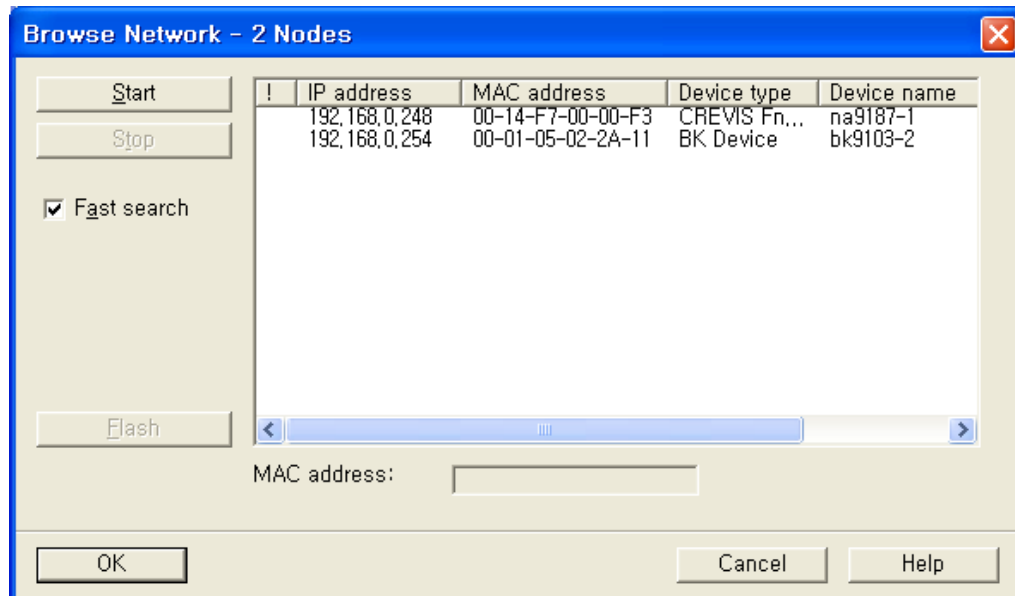 Browse Network - 2 Nodes
Start
Stop
Fast search
Flash
! IP address MAC address Device type Device name
192,168,0,248 00-14-F7-00-00-F3 CREVIS Fn,,, na9187-1
192,168,0,254 00-01-05-02-2A-11 BK Device bk9103-2
MAC address:
OK Cancel Help